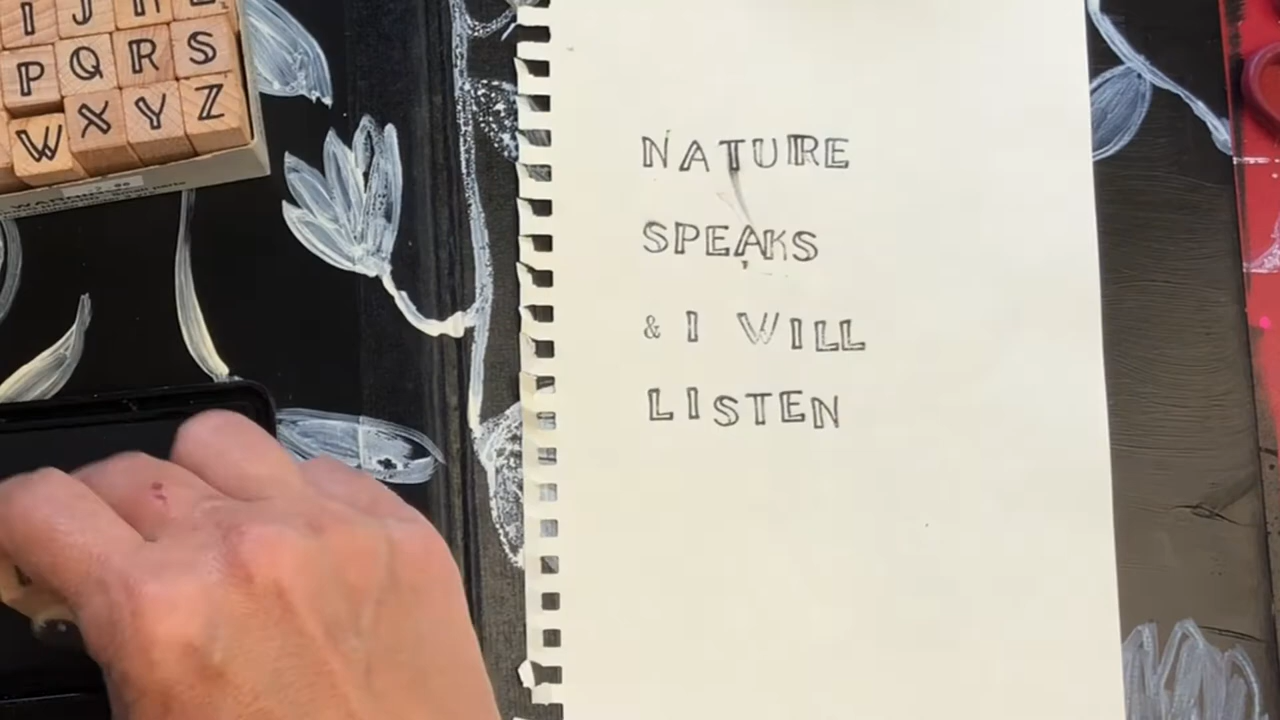 I J
P Q R S
W X Y Z
NATURE
SPEAKS
& I WILL
LISTEN